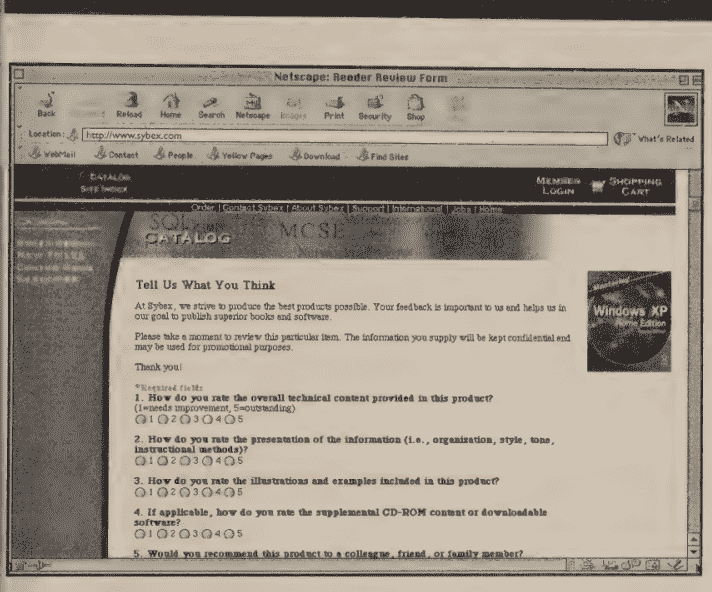 Netscape: Reader Review Form
Back Reload Home Search Netscape Images Print Security Shop
Location: http://www.sybex.com What's Related
WebMail Contact People Yellow Pages Download Find Sites
CATALOG
SITE INDEX
MEMBER LOGIN
SHOPPING CART
Order | Contact Sybex | About Sybex | Support | International | Jobs | Home
SQL MCSE
CATALOG
Tell Us What You Think
At Sybex, we strive to produce the best products possible. Your feedback is important to us and helps us in
our goal to publish superior books and software.
Please take a moment to review this particular item. The information you supply will be kept confidential and
may be used for promotional purposes.
Thank you!
*Required fields
Mastering
Windows XP
Home Edition
1. How do you rate the overall technical content provided in this product?
(1=needs improvement, 5=outstanding)
1 2 3 4 5
2. How do you rate the presentation of the information (i.e., organization, style, tone,
instructional methods)?
1 2 3 4 5
3. How do you rate the illustrations and examples included in this product?
1 2 3 4 5
4. If applicable, how do you rate the supplemental CD-ROM content or downloadable
software?
1 2 3 4 5
5. Would you recommend this product to a colleague, friend, or family member?